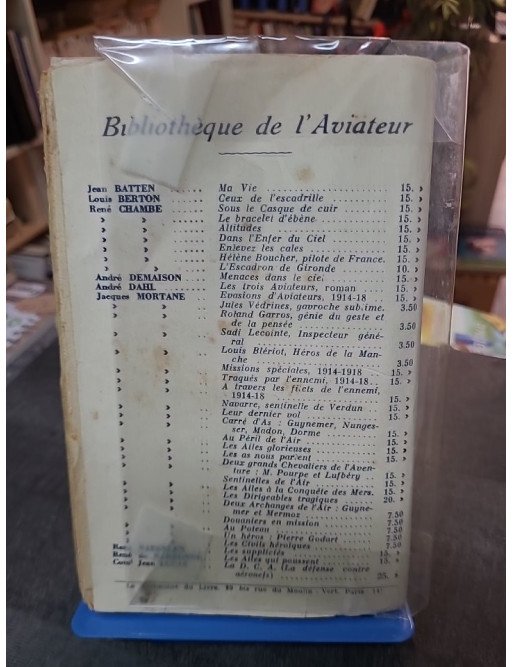 Bibliothèque de l'Aviateur
Jean BATTEN ...... Ma Vie .................... 15. »
Louis BERTON ...... Ceux de l'escadrille .......... 15. »
René CHAMBE ...... Sous le Casque de cuir ........ 15. »
» » ...... Le bracelet d'ébène ........... 15. »
» » ...... Altitudes ................... 15. »
» » ...... Dans l'Enfer du Ciel .......... 15. »
» » ...... Enlevez les cales ............. 15. »
» » ...... Hélène Boucher, pilote de France. 15. »
» » ...... L'Escadron de Gironde ........ 10. »
André DEMAISON ...... Menaces dans le ciel .......... 15. »
André DAHL ...... Les trois Aviateurs, roman .... 15. »
Jacques MORTANE ...... Evasions d'Aviateurs, 1914-18 .. 15. »
» » ...... Jules Védrines, gavroche sublime. 3.50
» » ...... Roland Garros, génie du geste et
de la pensée ............... 3.50
» » ...... Sadi Lecointe, Inspecteur géné-
ral ...................... 3.50
» » ...... Louis Blériot, Héros de la Man-
che ...................... 3.50
» » ...... Missions spéciales, 1914-1918 .. 15. »
» » ...... Traqués par l'ennemi, 1914-18 .. 15. »
» » ...... A travers les filets de l'ennemi,
1914-18 ................... 15. »
» » ...... Navarre, sentinelle de Verdun .. 15. »
» » ...... Leur dernier vol ............. 15. »
» » ...... Carré d'As : Guynemer, Nunges-
ser, Madon, Dorme .......... 15. »
» » ...... Au Péril de l'Air ............. 15. »
» » ...... Les Ailes glorieuses .......... 15. »
» » ...... Les as nous parlent .......... 15. »
» » ...... Deux grands Chevaliers de l'Aven-
ture : M. Pourpe et Lufbéry .. 15. »
» » ...... Sentinelles de l'Air .......... 15. »
» » ...... Les Ailes à la Conquête des Mers. 15. »
» » ...... Les Dirigeables tragiques ...... 20. »
» » ...... Deux Archanges de l'Air : Guyne-
mer et Mermoz ............. 7.50
» » ...... Douaniers en mission ......... 7.50
» » ...... Au Poteau .................. 7.50
» » ...... Un héros : Pierre Godart ...... 7.50
» » Les Civils héroïques .......... 7.50
Les suppliciés ............... 15. »
René de Les Ailes qui poussent ........ 15. »
Comt Jean La D. C. A. (La défense contre
aéronefs) ................. 25. »
du Livre, bis rue du Moulin - Vert, Paris